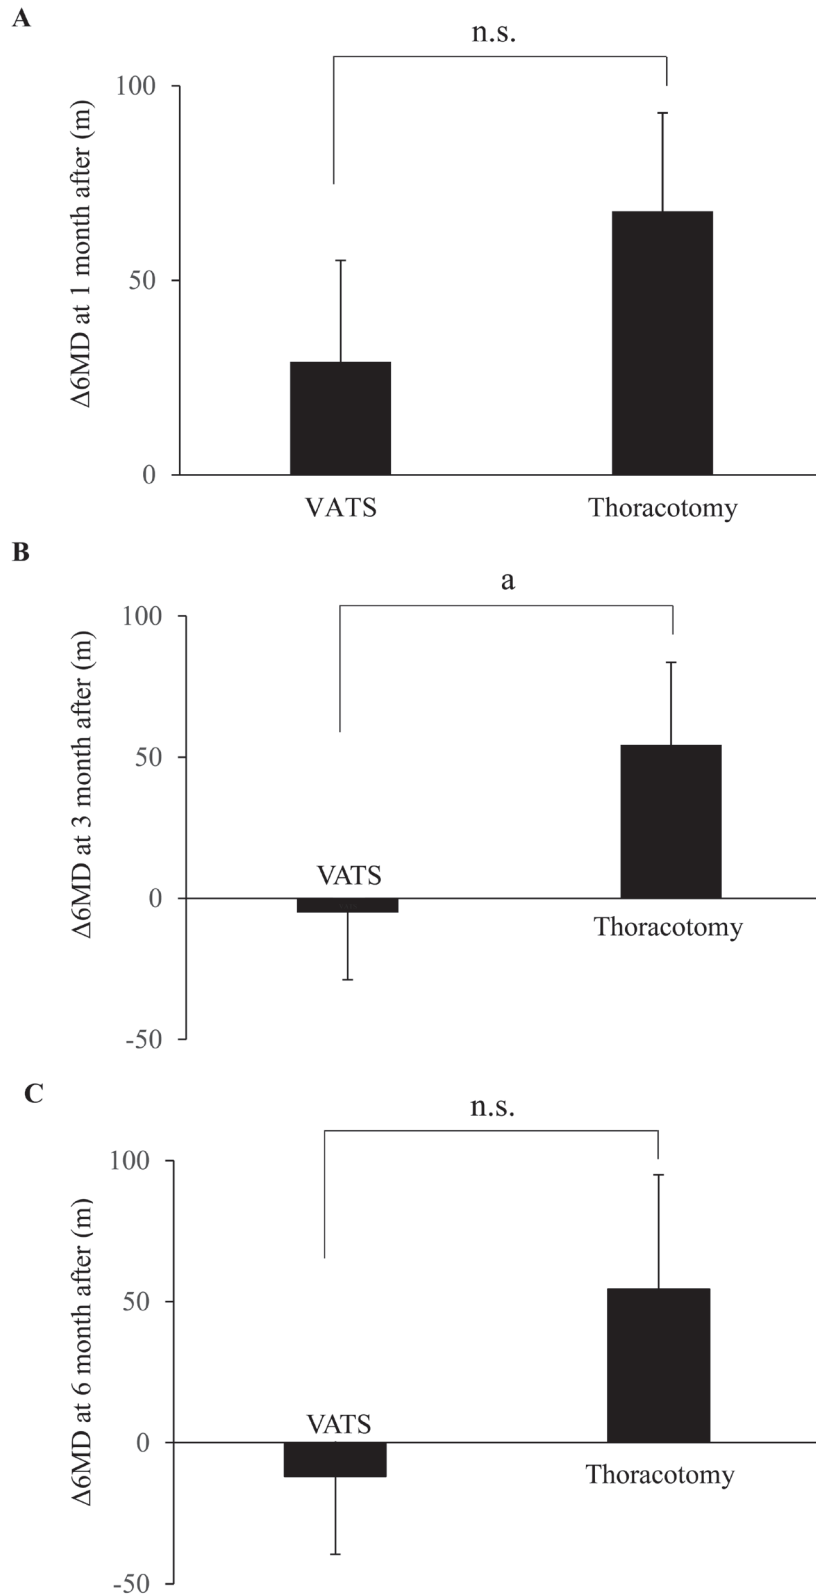 A
n.s.
Δ6MD at 1 month after (m)
100
50
0
VATS
Thoracotomy
B
a
Δ6MD at 3 month after (m)
100
50
0
-50
VATS
Thoracotomy
C
n.s.
Δ6MD at 6 month after (m)
100
50
0
-50
VATS
Thoracotomy